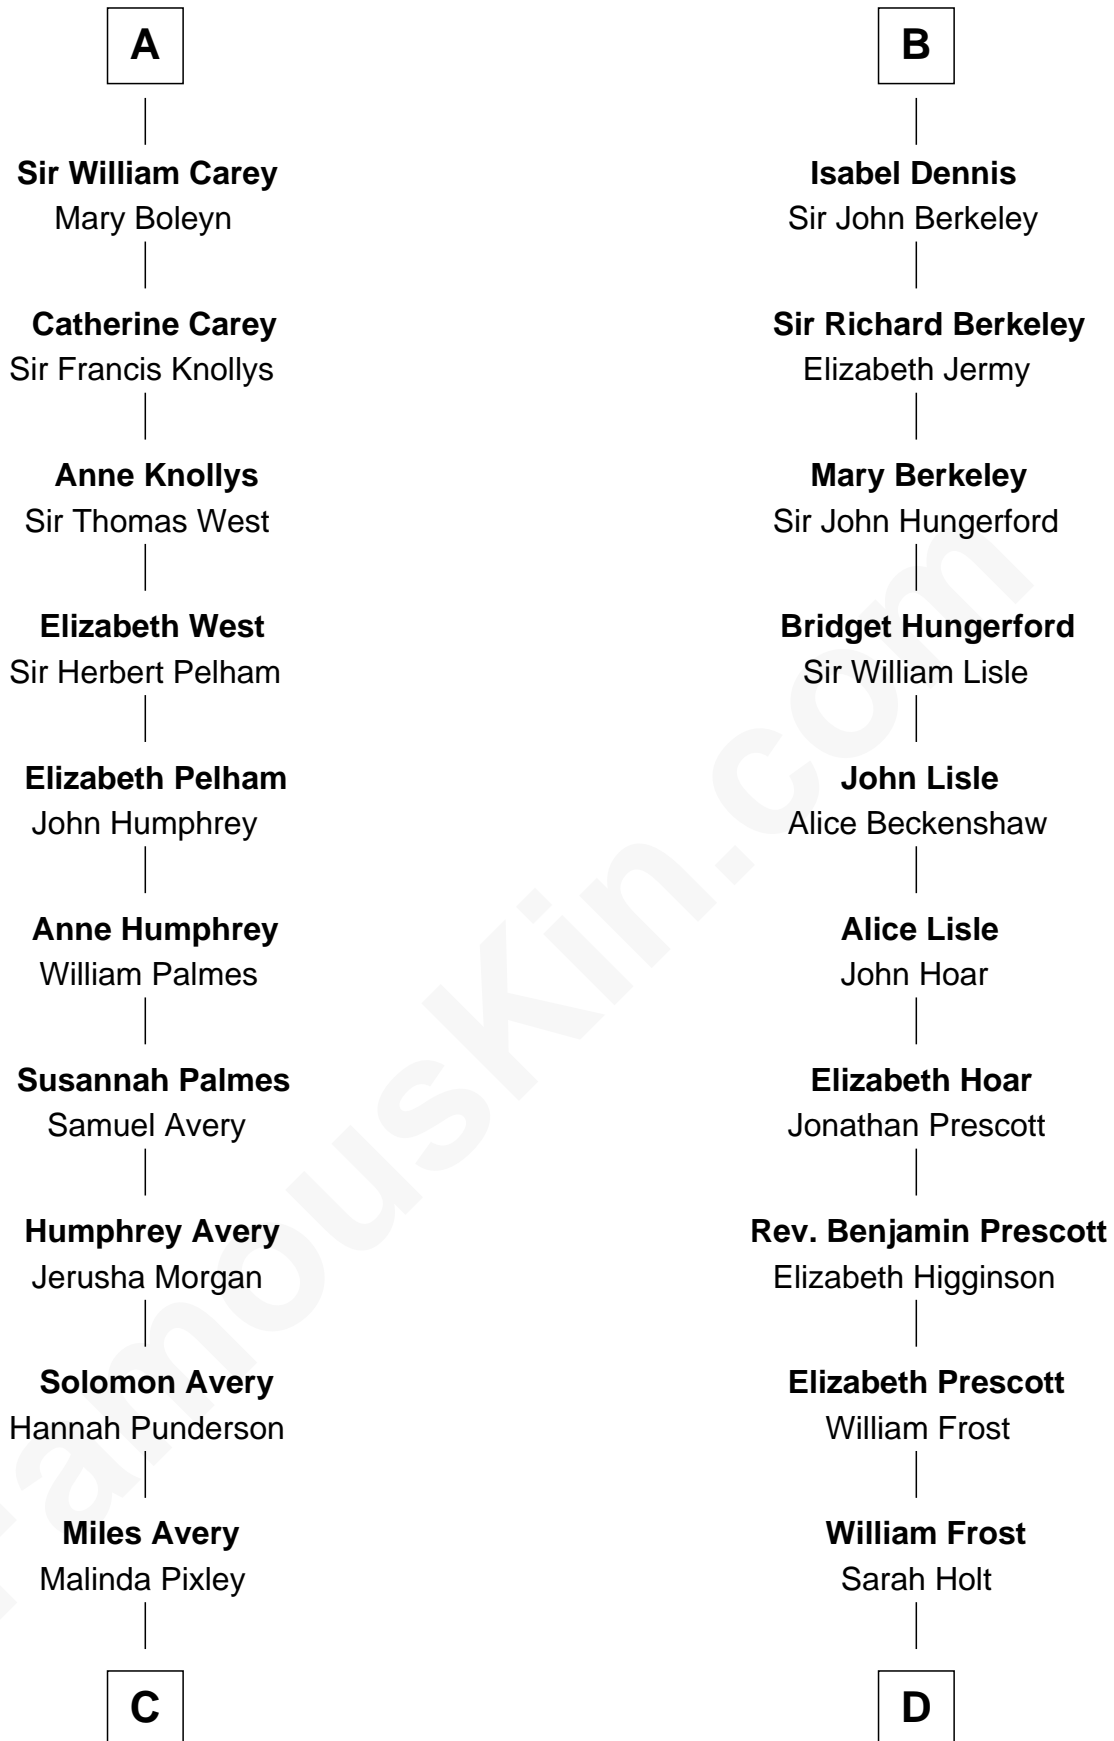 A
Sir William Carey
Mary Boleyn
Catherine Carey
Sir Francis Knollys
Anne Knollys
Sir Thomas West
Elizabeth West
Sir Herbert Pelham
Elizabeth Pelham
John Humphrey
Anne Humphrey
William Palmes
Susannah Palmes
Samuel Avery
Humphrey Avery
Jerusha Morgan
Solomon Avery
Hannah Punderson
Miles Avery
Malinda Pixley
C
B
Isabel Dennis
Sir John Berkeley
Sir Richard Berkeley
Elizabeth Jermy
Mary Berkeley
Sir John Hungerford
Bridget Hungerford
Sir William Lisle
John Lisle
Alice Beckenshaw
Alice Lisle
John Hoar
Elizabeth Hoar
Jonathan Prescott
Rev. Benjamin Prescott
Elizabeth Higginson
Elizabeth Prescott
William Frost
William Frost
Sarah Holt
D
FamousKin.com